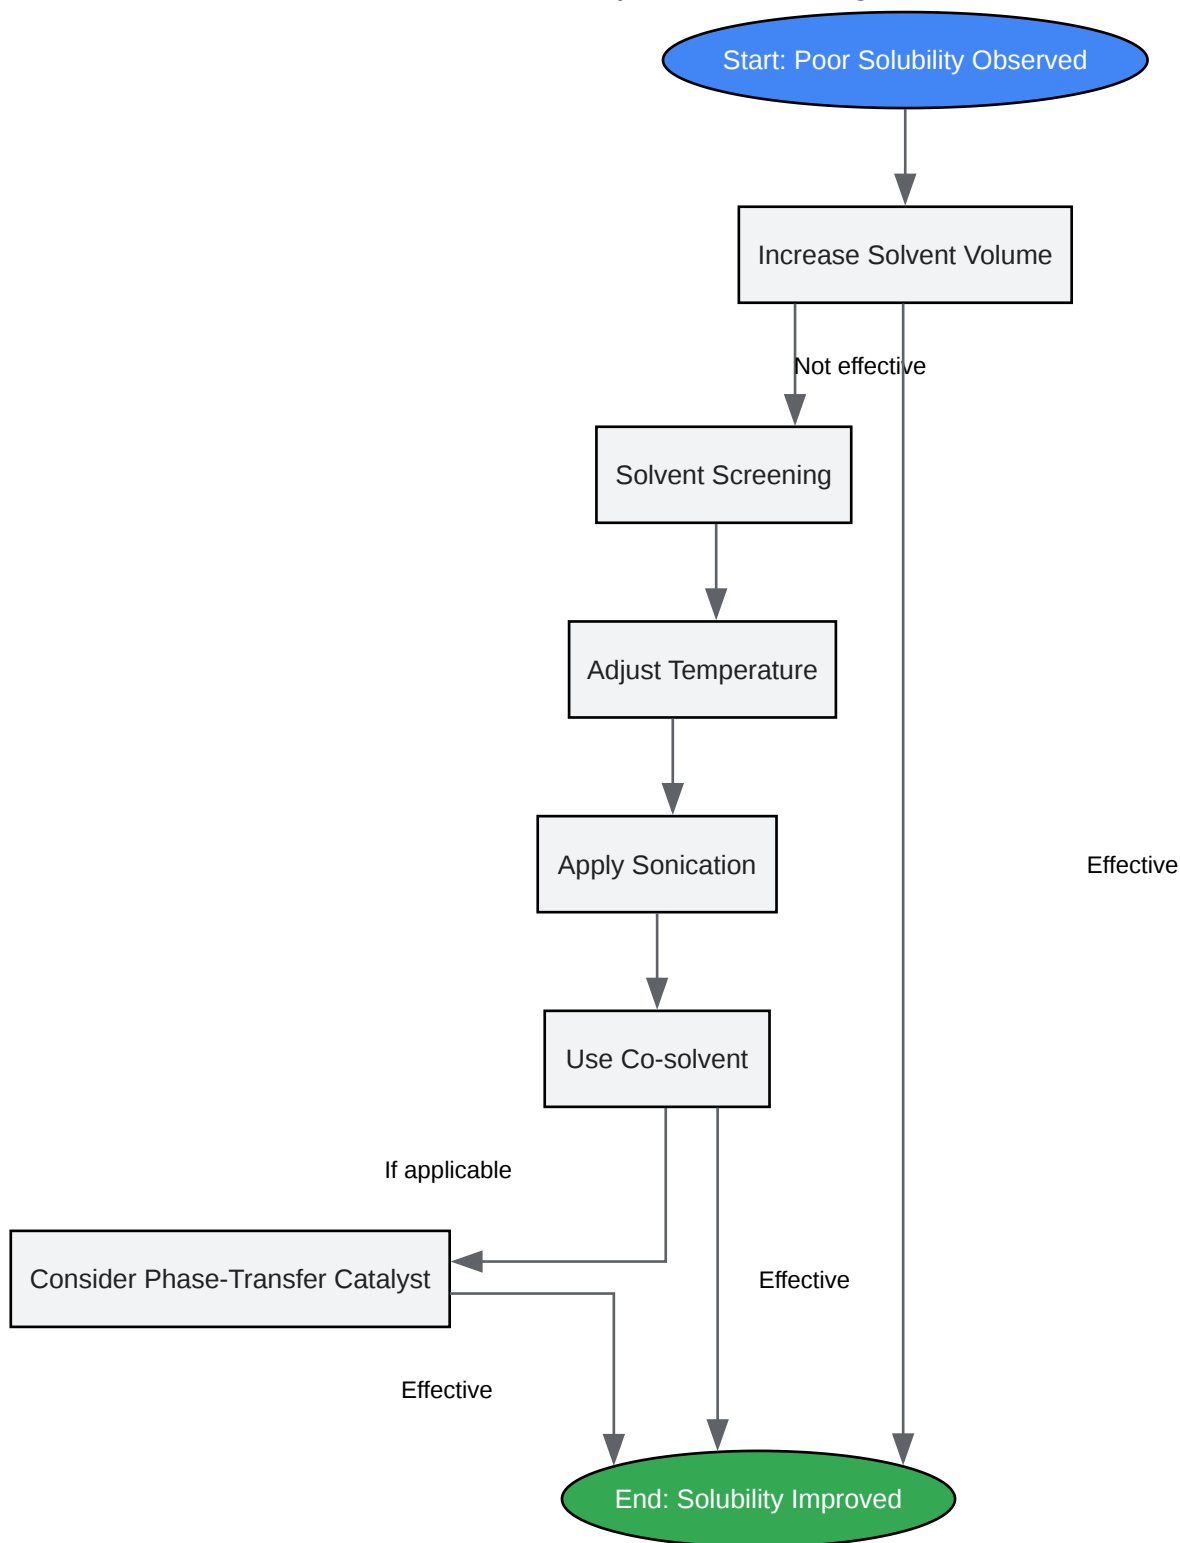 Start: Poor Solubility Observed
Increase Solvent Volume
Not effective
Solvent Screening
Adjust Temperature
Apply Sonication
Effective
Use Co-solvent
If applicable
Consider Phase-Transfer Catalyst
Effective
Effective
End: Solubility Improved